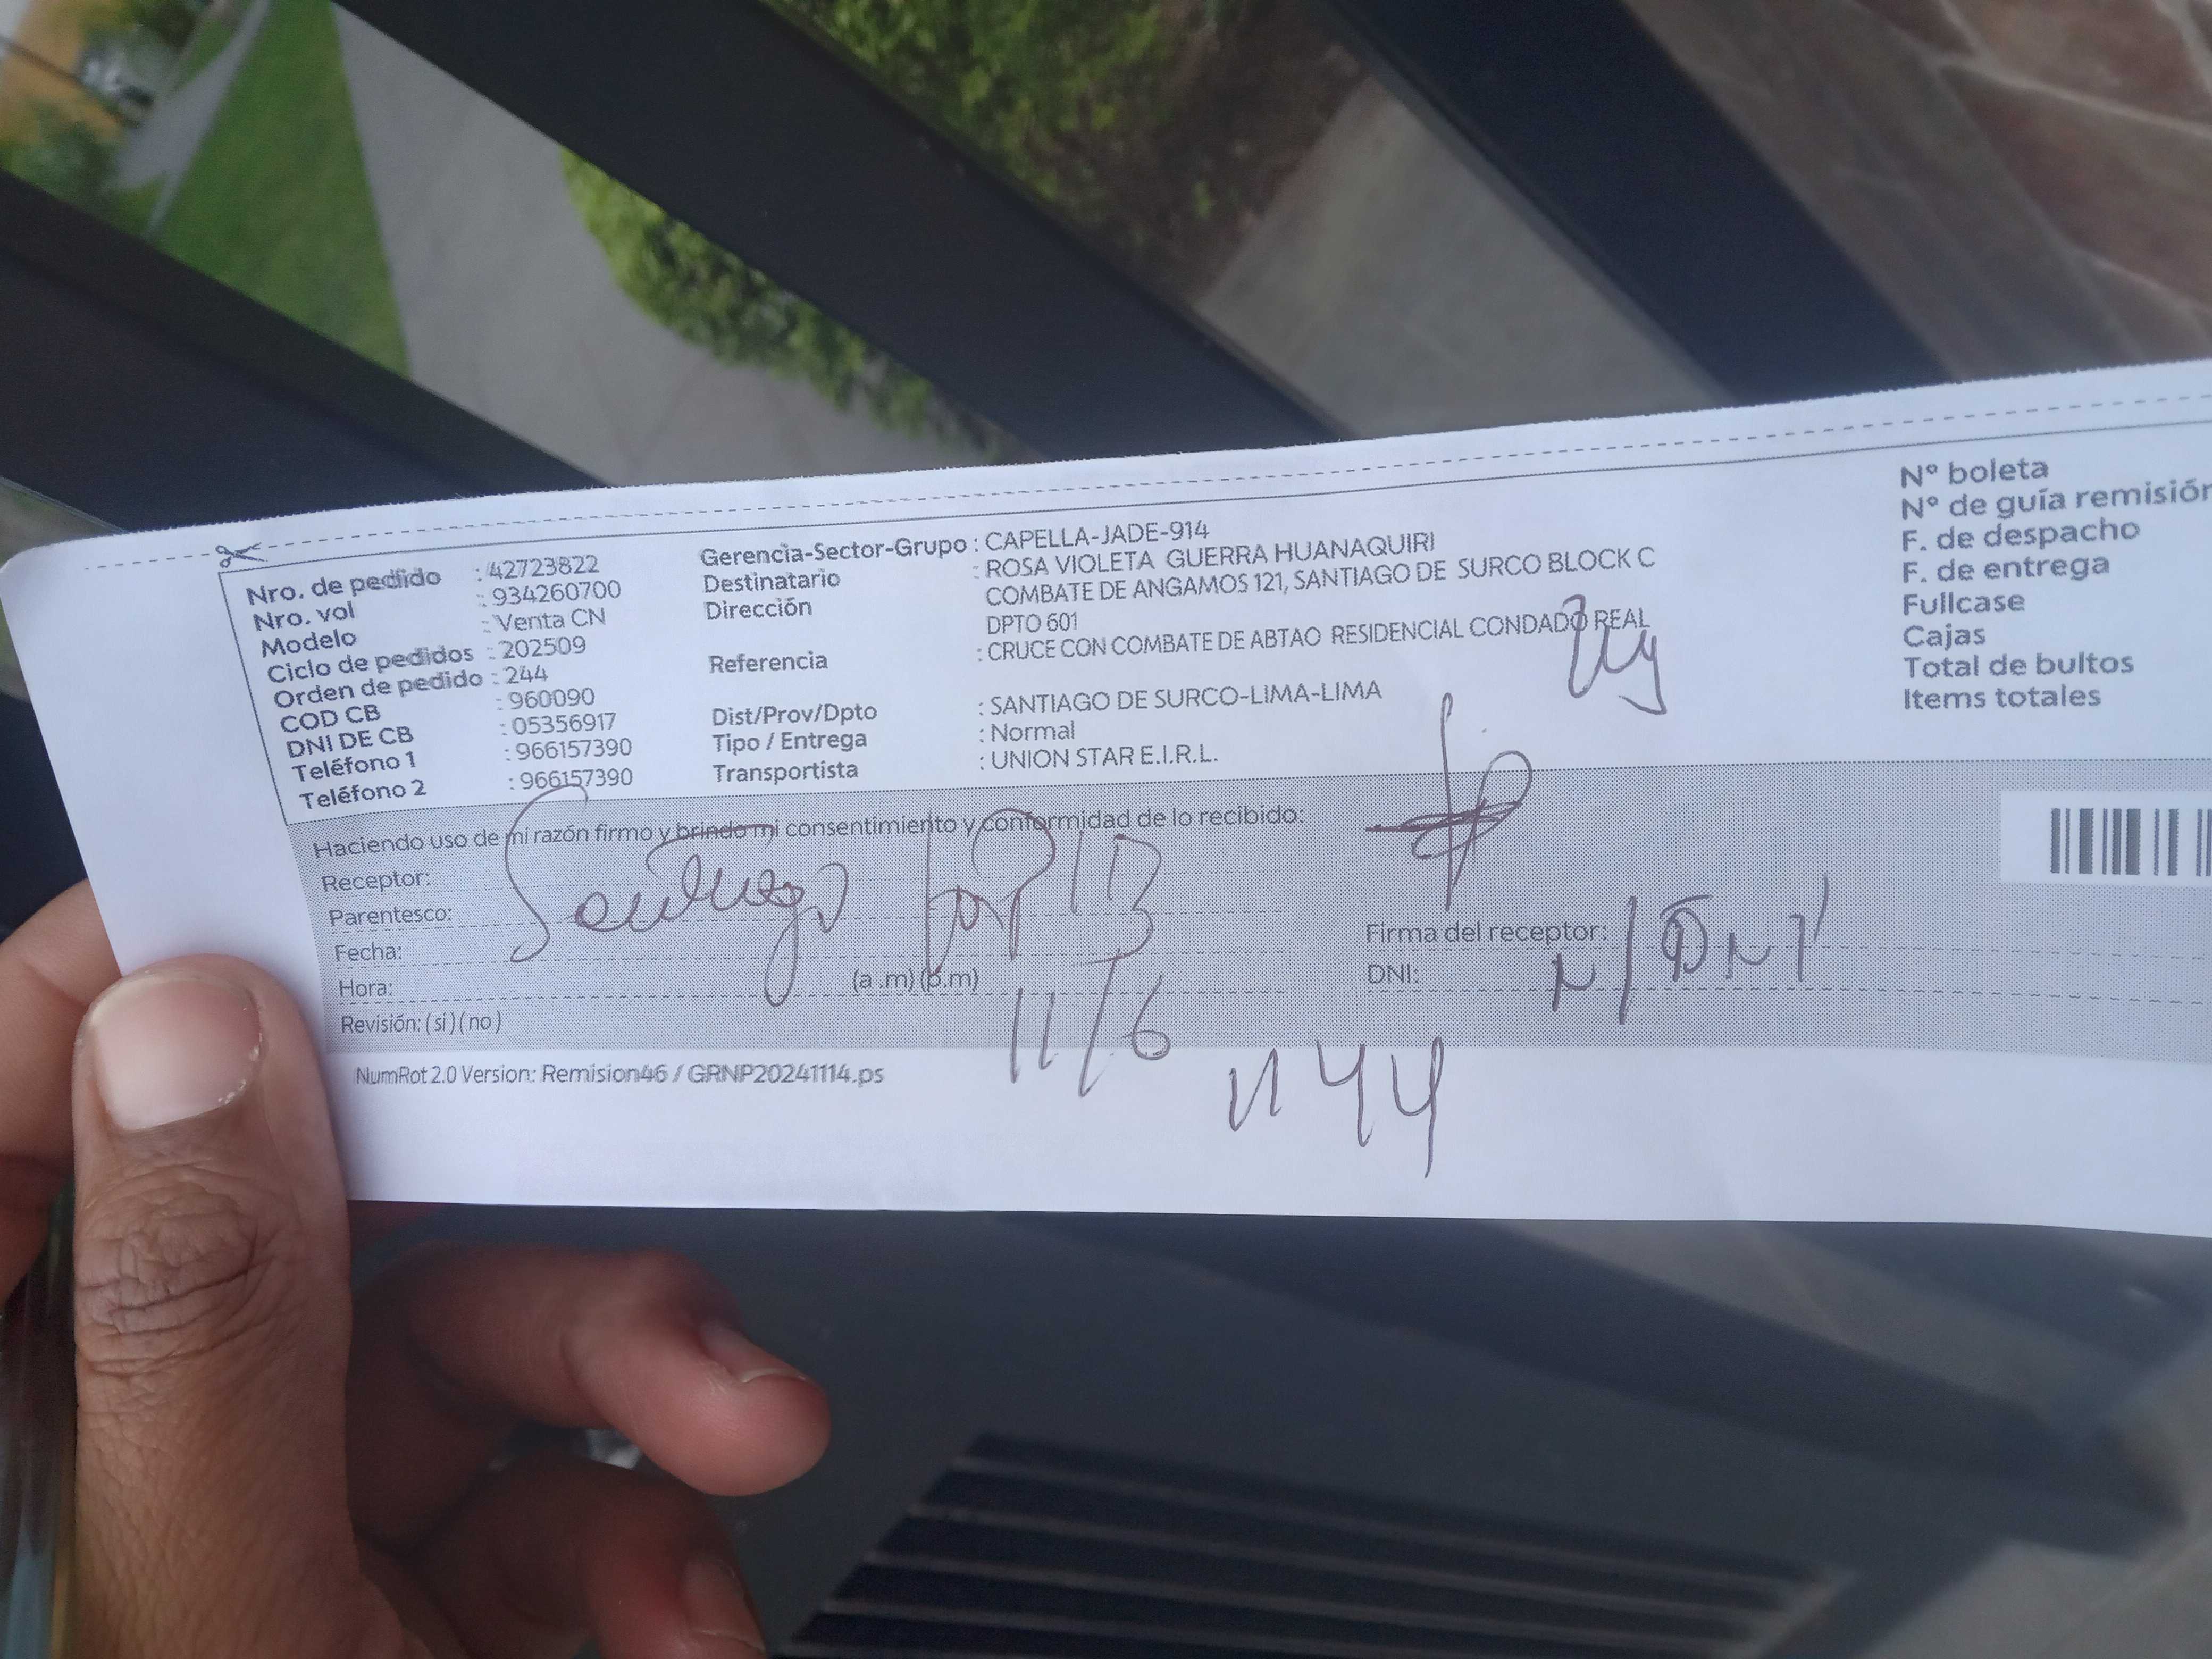 Nro. de pedido : 42723822
Nro. vol : 934260700
Modelo : Venta CN
Ciclo de pedidos : 202509
Orden de pedido : 244
COD CB : 960090
DNI DE CB : 05356917
Teléfono 1 : 966157390
Teléfono 2 : 966157390
Gerencia-Sector-Grupo : CAPELLA-JADE-914
Destinatario : ROSA VIOLETA GUERRA HUANAQUIRI
Dirección COMBATE DE ANGAMOS 121, SANTIAGO DE SURCO BLOCK C
DPTO 601
Referencia : CRUCE CON COMBATE DE ABTAO RESIDENCIAL CONDADO REAL
Dist/Prov/Dpto : SANTIAGO DE SURCO-LIMA-LIMA
Tipo / Entrega : Normal
Transportista : UNION STAR E.I.R.L.
N° boleta
N° de guía remisión
F. de despacho
F. de entrega
Fullcase
Cajas
Total de bultos
Items totales
Haciendo uso de mi razón firmo y brindo mi consentimiento y conformidad de lo recibido:
Receptor:
Parentesco:
Santiago
Fecha:
Hora: (a .m) (p.m)
11/6
Revisión: ( si ) ( no )
1144
Firma del receptor:
DNI: N/DNI
NumRot 2.0 Version: Remision46 / GRNP20241114.ps